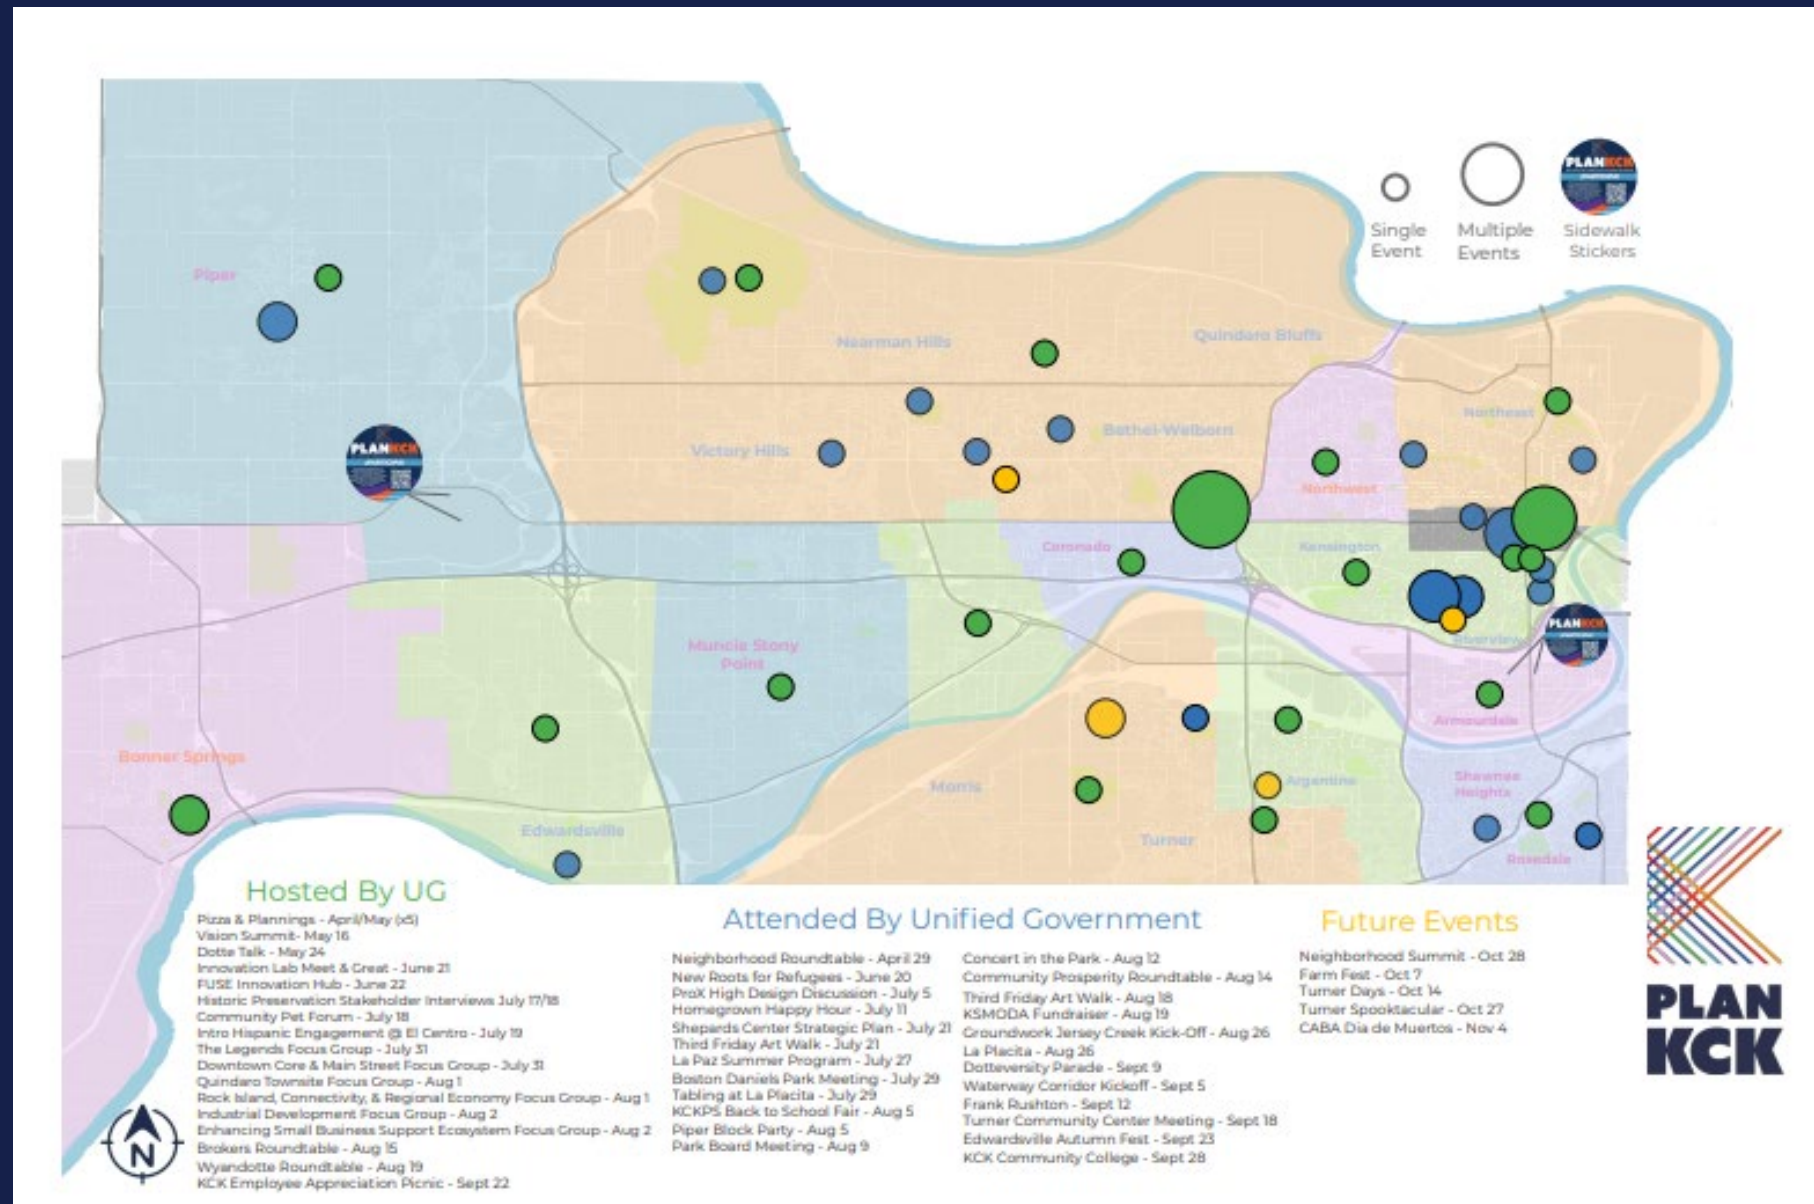 Single Event
Multiple Events
PLANKCK
Sidewalk Stickers
Piper
Nearman Hills
Quindaro Bluffs
Northeast
Victory Hills
Bethel-Welborn
PLANKCK
Northwest
Coronado
Kensington
Riverview
PLANKCK
Muncie Stony Point
Armourdale
Bonner Springs
Morris
Argentine
Shawnee Heights
Edwardsville
Turner
Rosedale
Hosted By UG
Pizza & Plannings - April/May (x5)
Vision Summit- May 16
Dotte Talk - May 24
Innovation Lab Meet & Great - June 21
FUSE Innovation Hub - June 22
Historic Preservation Stakeholder Interviews July 17/18
Community Pet Forum - July 18
Intro Hispanic Engagement @ El Centro - July 19
The Legends Focus Group - July 31
Downtown Core & Main Street Focus Group - July 31
Quindaro Townsite Focus Group - Aug 1
Rock Island, Connectivity, & Regional Economy Focus Group - Aug 1
Industrial Development Focus Group - Aug 2
Enhancing Small Business Support Ecosystem Focus Group - Aug 2
Brokers Roundtable - Aug 15
Wyandotte Roundtable - Aug 19
KCK Employee Appreciation Picnic - Sept 22
N
Attended By Unified Government
Neighborhood Roundtable - April 29
New Roots for Refugees - June 20
ProX High Design Discussion - July 5
Homegrown Happy Hour - July 11
Shepards Center Strategic Plan - July 21
Third Friday Art Walk - July 21
La Paz Summer Program - July 27
Boston Daniels Park Meeting - July 29
Tabling at La Placita - July 29
KCKPS Back to School Fair - Aug 5
Piper Block Party - Aug 5
Park Board Meeting - Aug 9
Concert in the Park - Aug 12
Community Prosperity Roundtable - Aug 14
Third Friday Art Walk - Aug 18
KSMODA Fundraiser - Aug 19
Groundwork Jersey Creek Kick-Off - Aug 26
La Placita - Aug 26
Dotteversity Parade - Sept 9
Waterway Corridor Kickoff - Sept 5
Frank Rushton - Sept 12
Turner Community Center Meeting - Sept 18
Edwardsville Autumn Fest - Sept 23
KCK Community College - Sept 28
Future Events
Neighborhood Summit - Oct 28
Farm Fest - Oct 7
Turner Days - Oct 14
Turner Spooktacular - Oct 27
CABA Dia de Muertos - Nov 4
PLAN
KCK